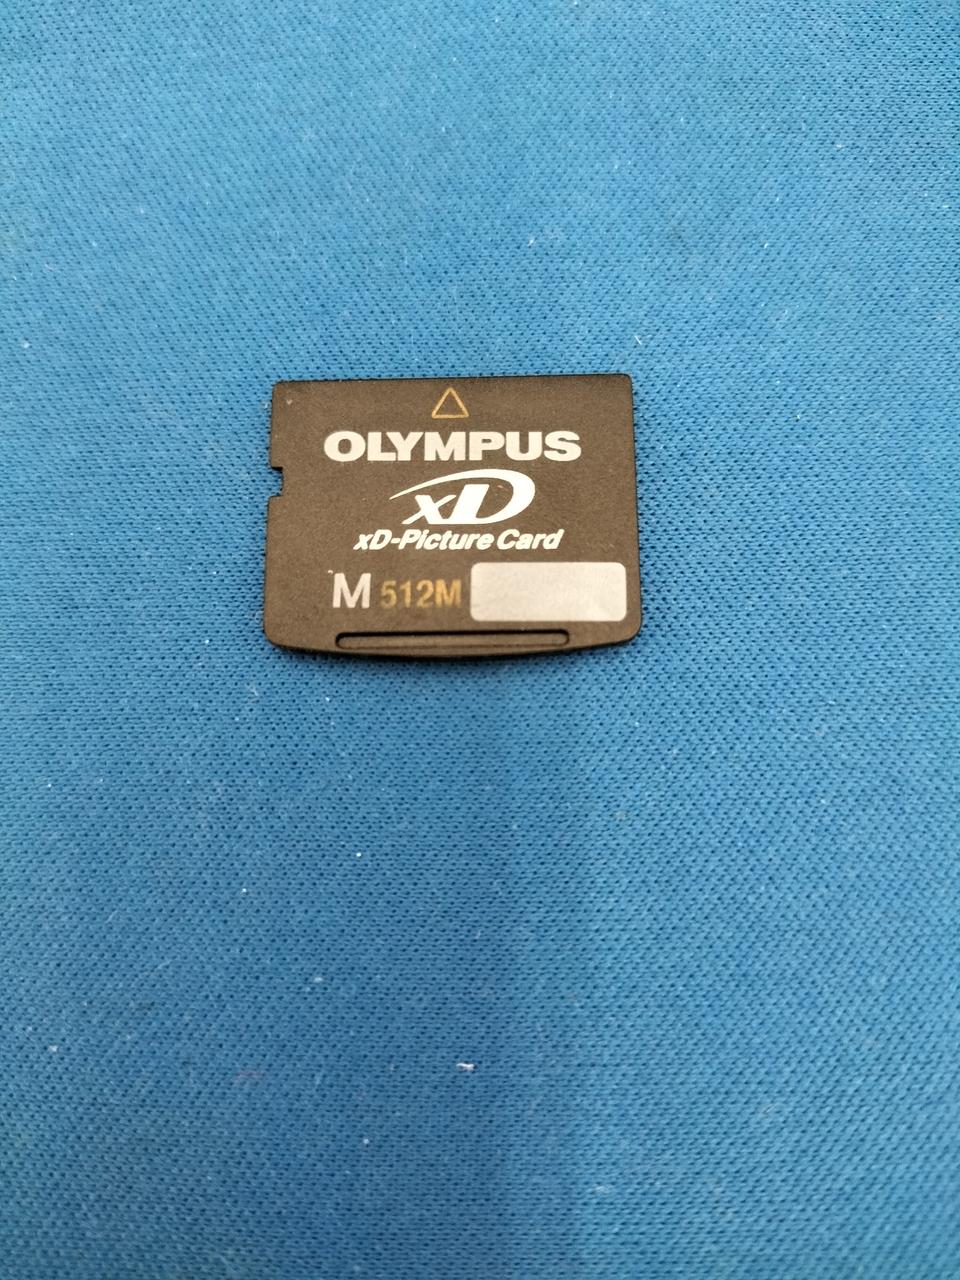 OLYMPUS
xD
xD-Picture Card
M 512M